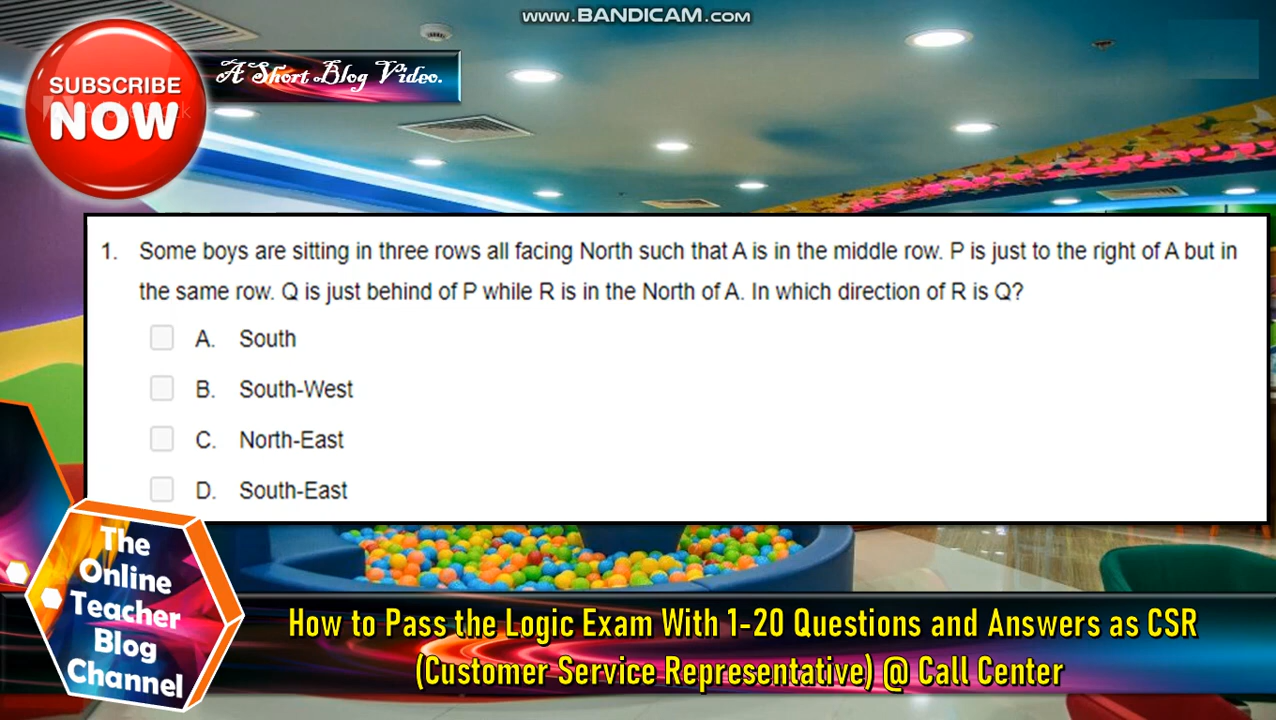 www.BANDICAM.com
SUBSCRIBE
NOW
A Short Blog Video.
1. Some boys are sitting in three rows all facing North such that A is in the middle row. P is just to the right of A but in
the same row. Q is just behind of P while R is in the North of A. In which direction of R is Q?
A. South
B. South-West
C. North-East
D. South-East
The
Online
Teacher
Blog
Channel
How to Pass the Logic Exam With 1-20 Questions and Answers as CSR
(Customer Service Representative) @ Call Center